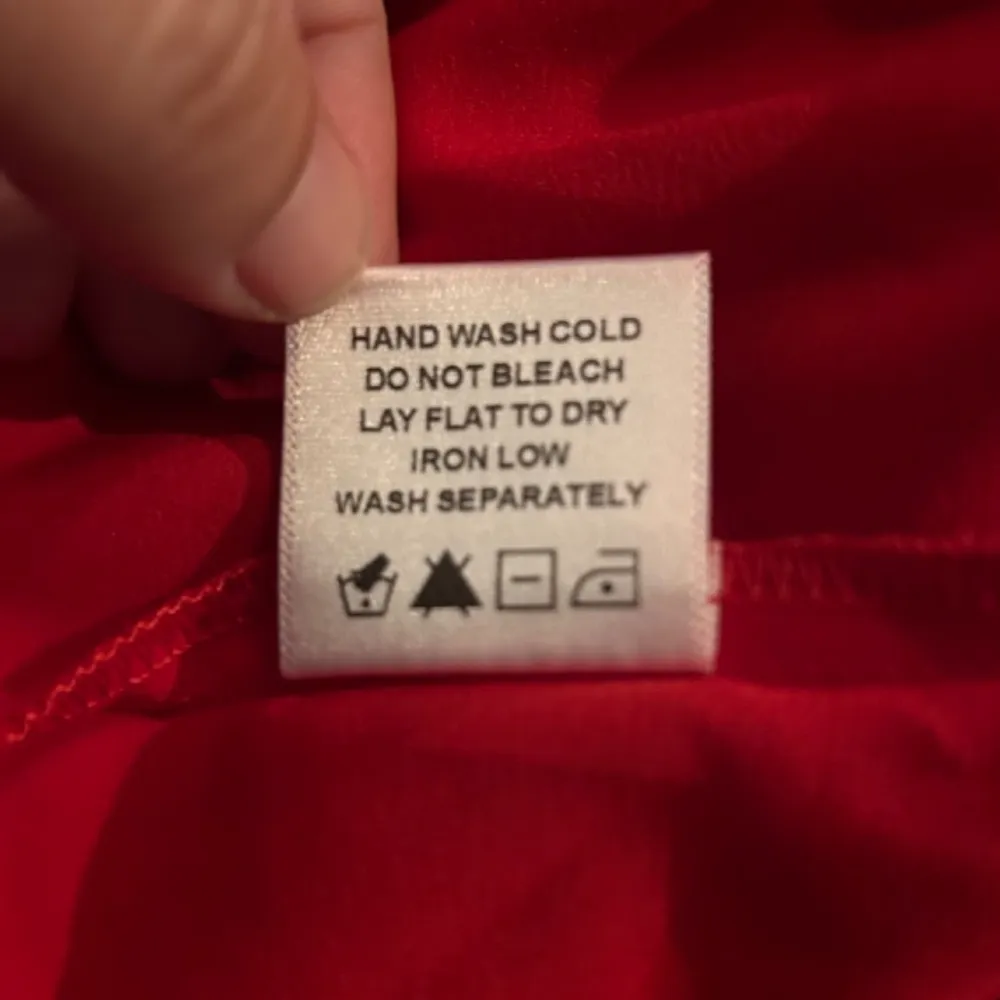 HAND WASH COLD
DO NOT BLEACH
LAY FLAT TO DRY
IRON LOW
WASH SEPARATELY